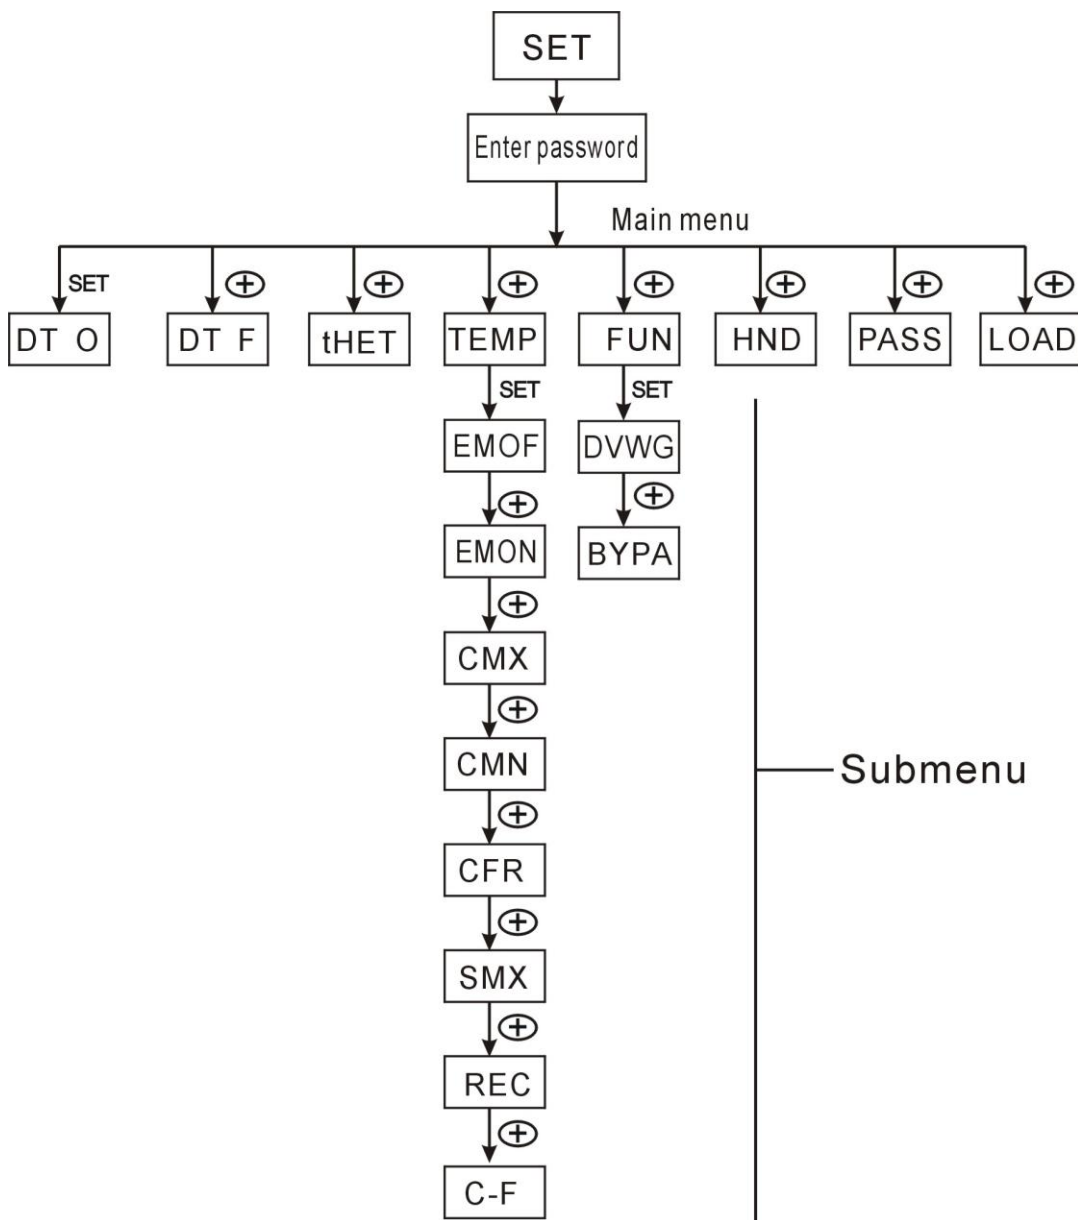 SET
Enter password
Main menu
SET + + + + + + +
DT O DT F tHET TEMP FUN HND PASS LOAD
SET SET
EMOF DVWG
+ +
EMON BYPA
+
CMX
+
CMN Submenu
+
CFR
+
SMX
+
REC
+
C-F